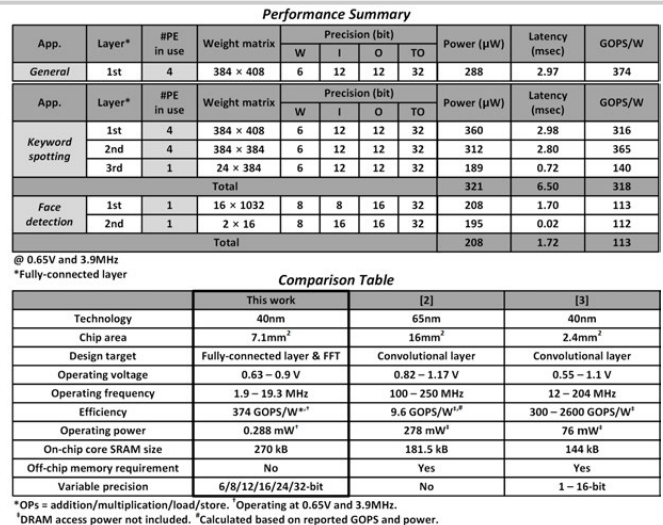 Performance Summary
App. Layer* #PE in use Weight matrix Precision (bit) W I O TO Power (μW) Latency (msec) GOPS/W
General 1st 4 384 × 408 6 12 12 32 288 2.97 374
App. Layer* #PE in use Weight matrix Precision (bit) W I O TO Power (μW) Latency (msec) GOPS/W
Keyword spotting 1st 4 384 × 408 6 12 12 32 360 2.98 316
2nd 4 384 × 384 6 12 12 32 312 2.80 365
3rd 1 24 × 384 6 12 12 32 189 0.72 140
Total 321 6.50 318
Face detection 1st 1 16 × 1032 8 8 16 32 208 1.70 113
2nd 1 2 × 16 8 16 16 32 195 0.02 112
Total 208 1.72 113
@ 0.65V and 3.9MHz
*Fully-connected layer
Comparison Table
This work [2] [3]
Technology 40nm 65nm 40nm
Chip area 7.1mm² 16mm² 2.4mm²
Design target Fully-connected layer & FFT Convolutional layer Convolutional layer
Operating voltage 0.63 – 0.9 V 0.82 – 1.17 V 0.55 – 1.1 V
Operating frequency 1.9 – 19.3 MHz 100 – 250 MHz 12 – 204 MHz
Efficiency 374 GOPS/W*,† 9.6 GOPS/W‡,# 300 – 2600 GOPS/W‡
Operating power 0.288 mW† 278 mW‡ 76 mW‡
On-chip core SRAM size 270 kB 181.5 kB 144 kB
Off-chip memory requirement No Yes Yes
Variable precision 6/8/12/16/24/32-bit No 1 – 16-bit
*OPs = addition/multiplication/load/store. †Operating at 0.65V and 3.9MHz.
‡DRAM access power not included. #Calculated based on reported GOPS and power.